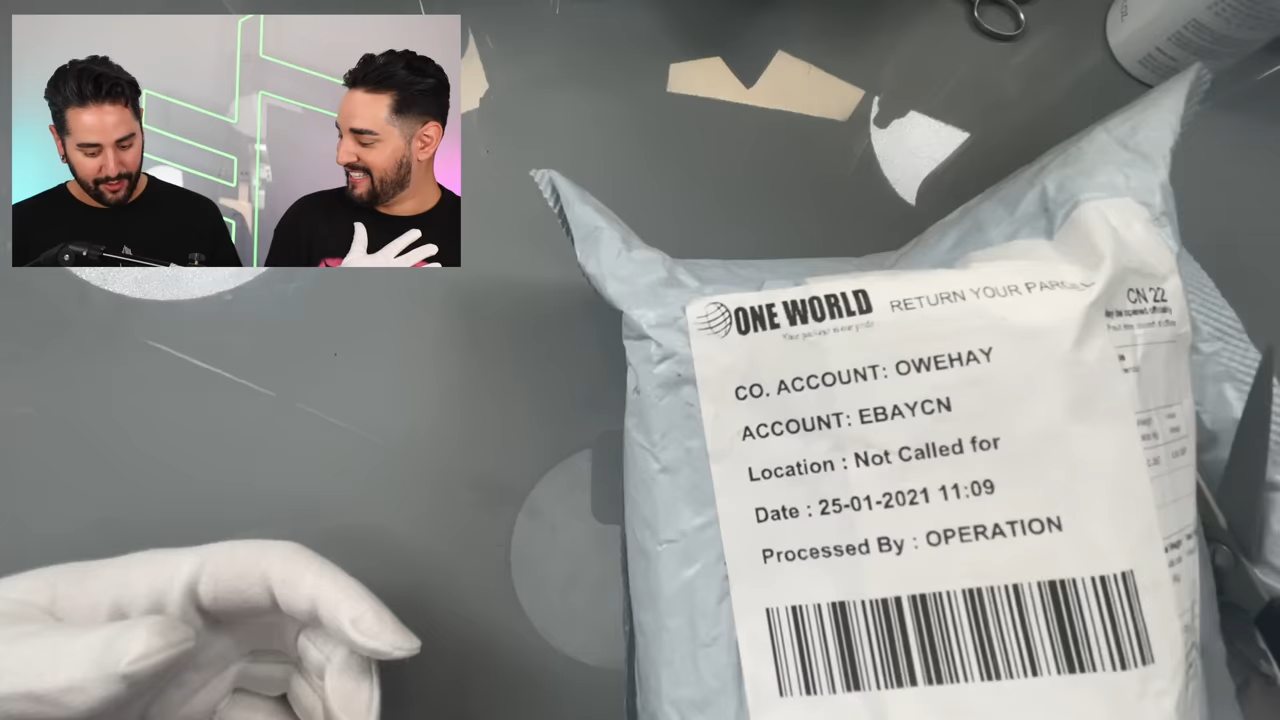 ONE WORLD
RETURN YOUR
CN 22
CO. ACCOUNT: OWEHAY
ACCOUNT: EBAYCN
Location : Not Called for
Date : 25-01-2021 11:09
Processed By : OPERATION